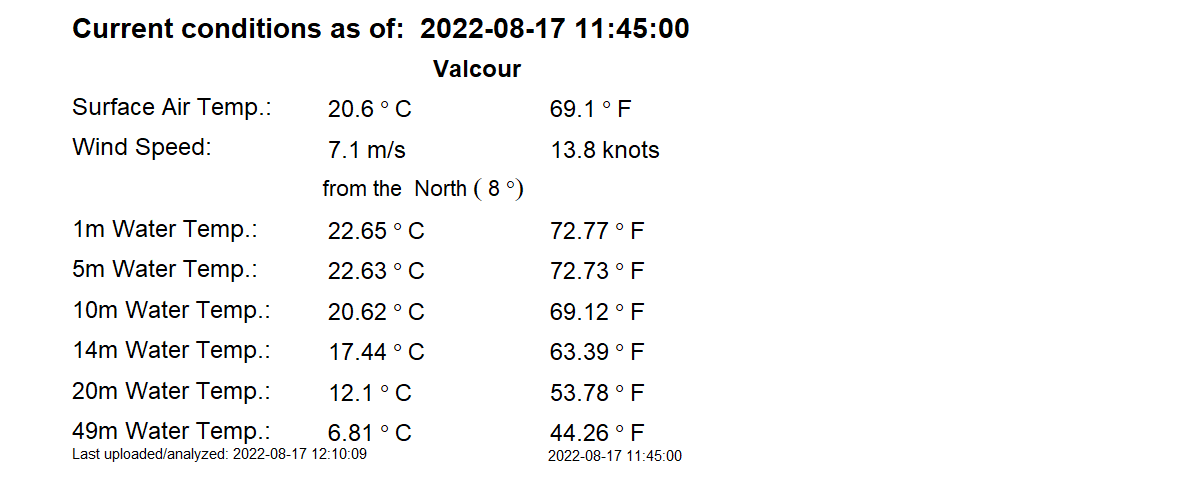 Current conditions as of: 2022-08-17 11:45:00
Valcour
Surface Air Temp.: 20.6 ° C 69.1 ° F
Wind Speed: 7.1 m/s 13.8 knots
from the North ( 8 °)
1m Water Temp.: 22.65 ° C 72.77 ° F
5m Water Temp.: 22.63 ° C 72.73 ° F
10m Water Temp.: 20.62 ° C 69.12 ° F
14m Water Temp.: 17.44 ° C 63.39 ° F
20m Water Temp.: 12.1 ° C 53.78 ° F
49m Water Temp.: 6.81 ° C 44.26 ° F
Last uploaded/analyzed: 2022-08-17 12:10:09 2022-08-17 11:45:00